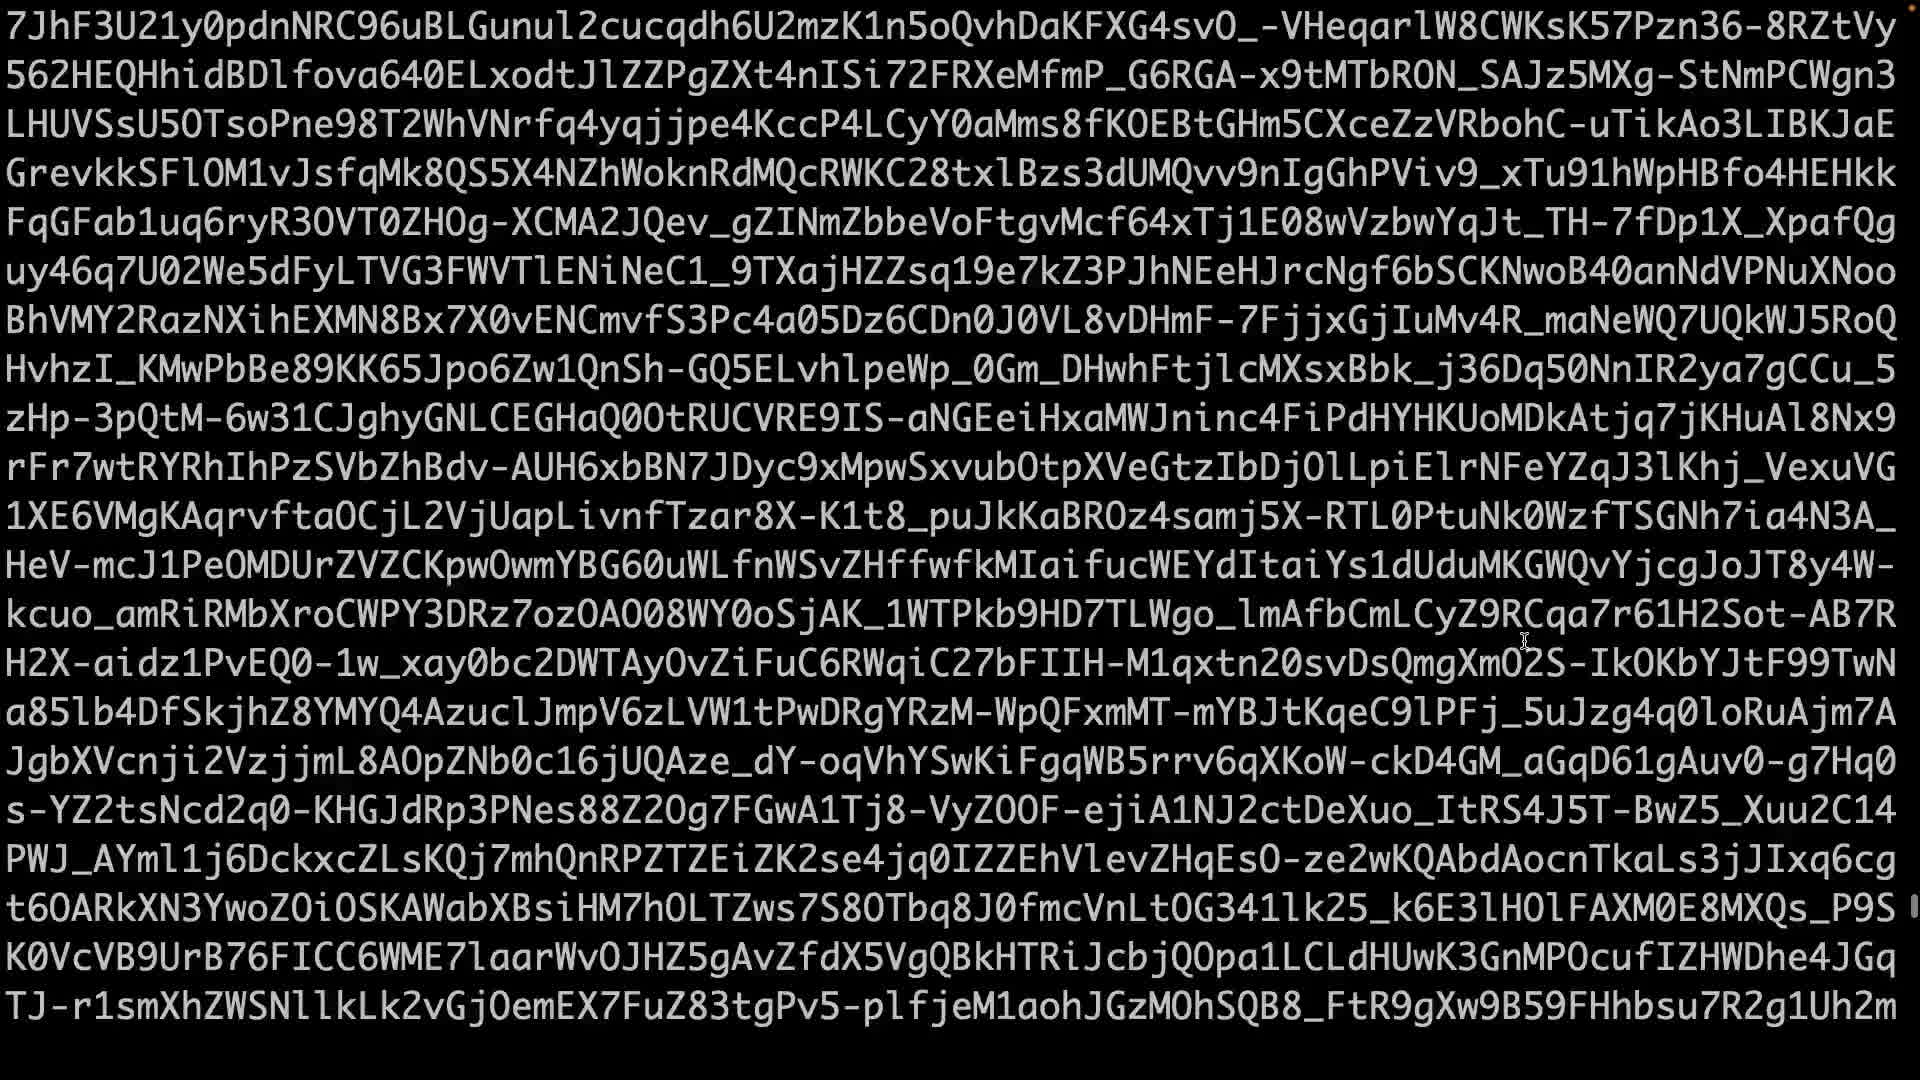 7JhF3U21y0pdnNRC96uBLGunul2cucqdh6U2mzK1n5oQvhDaKFXG4svO_-VHeqarlW8CWKsK57Pzn36-8RZtVy
562HEQHhidBDlfova640ELxodtJlZZPgZXt4nISi72FRXeMfmP_G6RGA-x9tMTbRON_SAJz5MXg-StNmPCWgn3
LHUVSsU5OTsoPne98T2WhVNrfq4yqjjpe4KccP4LCyY0aMms8fKOEBtGHm5CXceZzVRbohC-uTikAo3LIBKJaE
GrevkkSFlOM1vJsfqMk8QS5X4NZhWoknRdMQcRWKC28txlBzs3dUMQvv9nIgGhPViv9_xTu91hWpHBfo4HEHkk
FqGFab1uq6ryR3OVT0ZHOg-XCMA2JQev_gZINmZbbeVoFtgvMcf64xTj1E08wVzbwYqJt_TH-7fDp1X_XpafQg
uy46q7U02We5dFyLTVG3FWVTlENiNeC1_9TXajHZZsq19e7kZ3PJhNEeHJrcNgf6bSCKNwoB40anNdVPNuXNoo
BhVMY2RazNXihEXMN8Bx7X0vENCmvfS3Pc4a05Dz6CDn0J0VL8vDHmF-7FjjxGjIuMv4R_maNeWQ7UQkWJ5RoQ
HvhzI_KMwPbBe89KK65Jpo6Zw1QnSh-GQ5ELvhlpeWp_0Gm_DHwhFtjlcMXsxBbk_j36Dq50NnIR2ya7gCCu_5
zHp-3pQtM-6w31CJghyGNLCEGHaQ0OtRUCVRE9IS-aNGEeiHxaMWJninc4FiPdHYHKUoMDkAtjq7jKHuAl8Nx9
rFr7wtRYRhIhPzSVbZhBdv-AUH6xbBN7JDyc9xMpwSxvubOtpXVeGtzIbDjOlLpiElrNFeYZqJ3lKhj_VexuVG
1XE6VMgKAqrvftaOCjL2VjUapLivnfTzar8X-K1t8_puJkKaBROz4samj5X-RTL0PtuNk0WzfTSGNh7ia4N3A_
HeV-mcJ1PeOMDUrZVZCKpwOwmYBG60uWLfnWSvZHffwfkMIaifucWEYdItaiYs1dUduMKGWQvYjcgJoJT8y4W-
kcuo_amRiRMbXroCWPY3DRz7ozOAO08WY0oSjAK_1WTPkb9HD7TLWgo_lmAfbCmLCyZ9RCqa7r61H2Sot-AB7R
H2X-aidz1PvEQ0-1w_xay0bc2DWTAyOvZiFuC6RWqiC27bFIIH-M1qxtn20svDsQmgXmO2S-IkOKbYJtF99TwN
a85lb4DfSkjhZ8YMYQ4AzuclJmpV6zLVW1tPwDRgYRzM-WpQFxmMT-mYBJtKqeC9lPFj_5uJzg4q0loRuAjm7A
JgbXVcnji2VzjjmL8AOpZNb0c16jUQAze_dY-oqVhYSwKiFgqWB5rrv6qXKoW-ckD4GM_aGqD61gAuv0-g7Hq0
s-YZ2tsNcd2q0-KHGJdRp3PNes88Z2Og7FGwA1Tj8-VyZOOF-ejiA1NJ2ctDeXuo_ItRS4J5T-BwZ5_Xuu2C14
PWJ_AYml1j6DckxcZLsKQj7mhQnRPZTZEiZK2se4jq0IZZEhVlevZHqEsO-ze2wKQAbdAocnTkaLs3jJIxq6cg
t6OARkXN3YwoZOiOSKAWabXBsiHM7hOLTZws7S8OTbq8J0fmcVnLtOG341lk25_k6E3lHOlFAXM0E8MXQs_P9S
K0VcVB9UrB76FICC6WME7laarWvOJHZ5gAvZfdX5VgQBkHTRiJcbjQOpa1LCLdHUwK3GnMPOcufIZHWDhe4JGq
TJ-r1smXhZWSNllkLk2vGjOemEX7FuZ83tgPv5-plfjeM1aohJGzMOhSQB8_FtR9gXw9B59FHhbsu7R2g1Uh2m